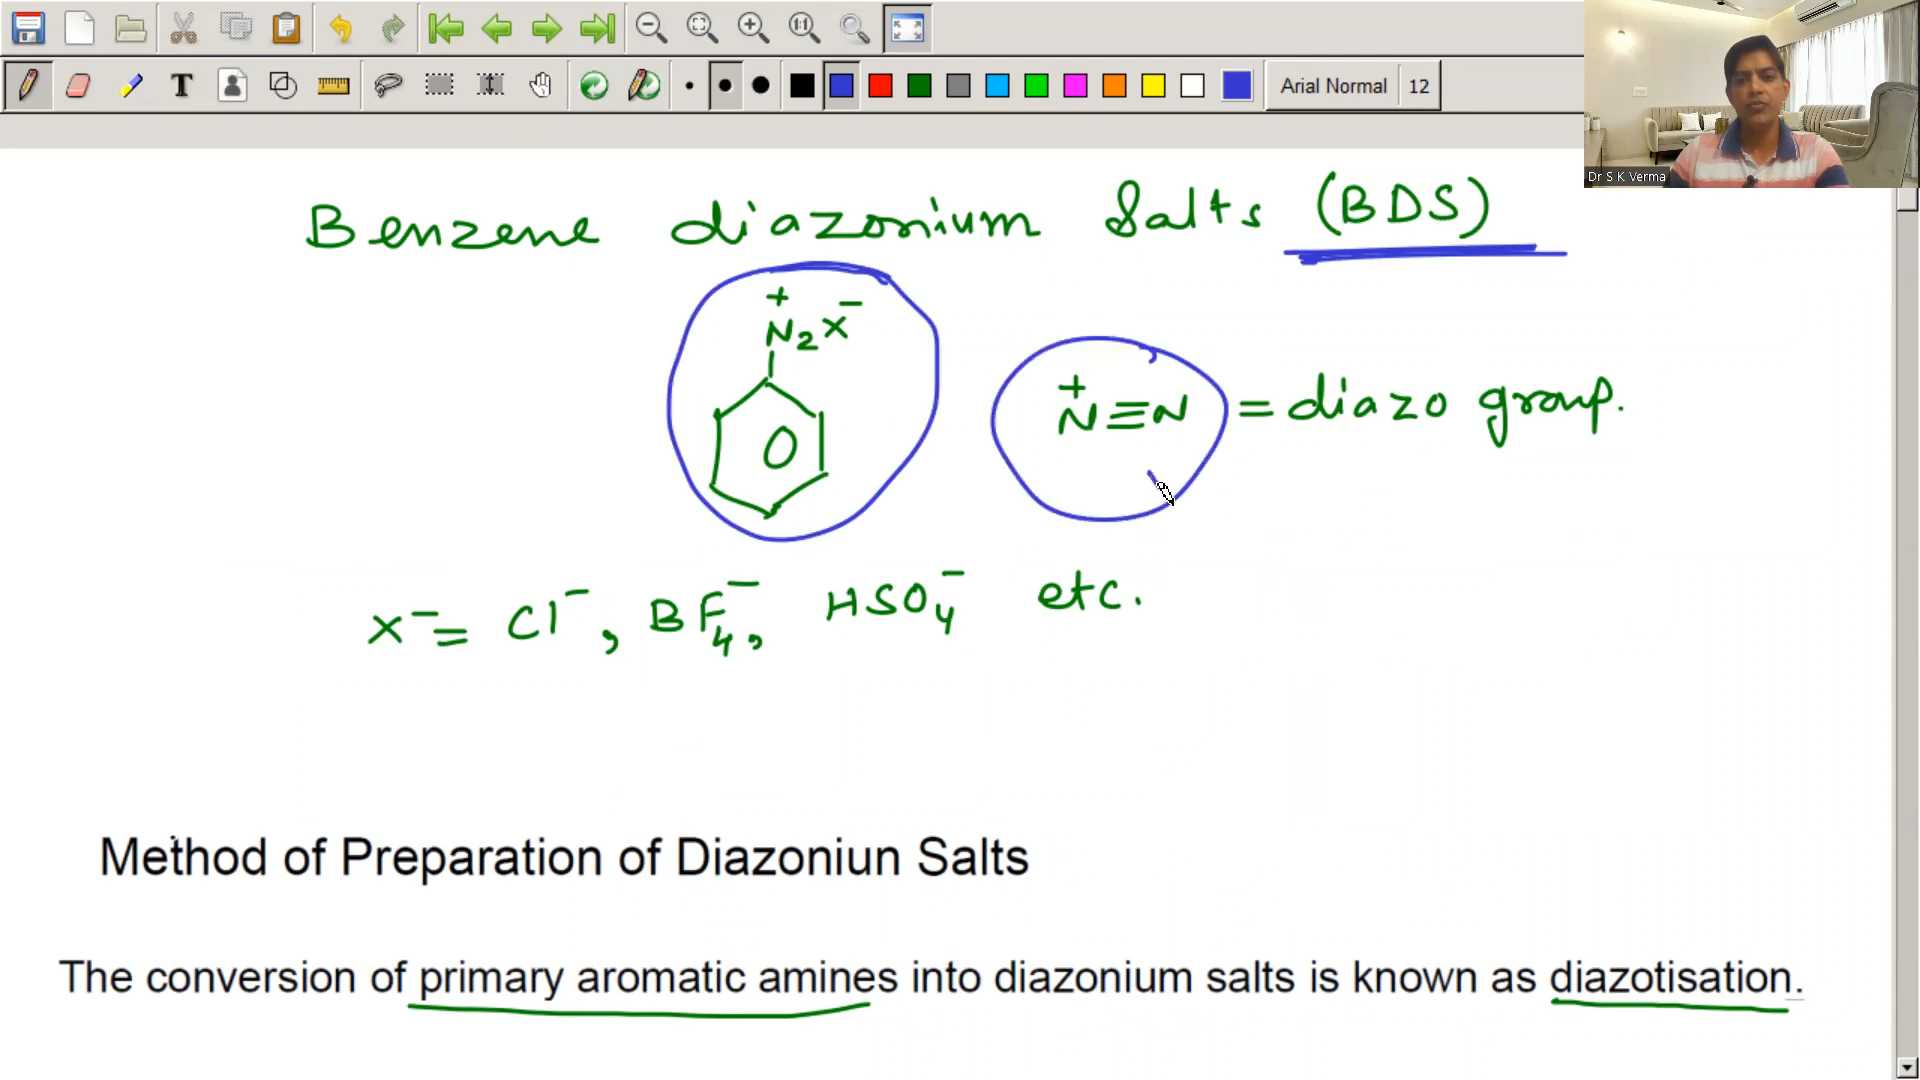 Arial Normal 12
Dr S K Verma
Benzene diazonium Salts (BDS)
+
N₂X⁻
+
N≡N = diazo group.
X⁻ = Cl⁻, BF₄⁻, HSO₄⁻ etc.
Method of Preparation of Diazoniun Salts
The conversion of primary aromatic amines into diazonium salts is known as diazotisation.